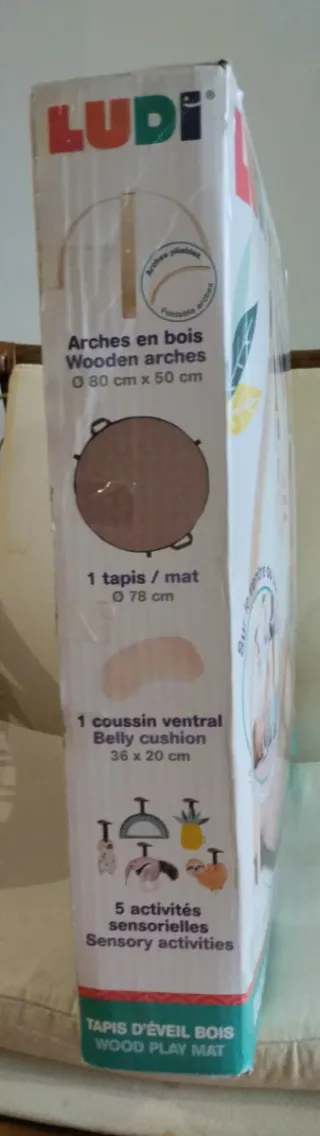 LUDi®
Arches pliables
Foldable arches
Arches en bois
Wooden arches
Ø 80 cm x 50 cm
1 tapis / mat
Ø 78 cm
1 coussin ventral
Belly cushion
36 x 20 cm
5 activités
sensorielles
Sensory activities
TAPIS D'ÉVEIL BOIS
WOOD PLAY MAT